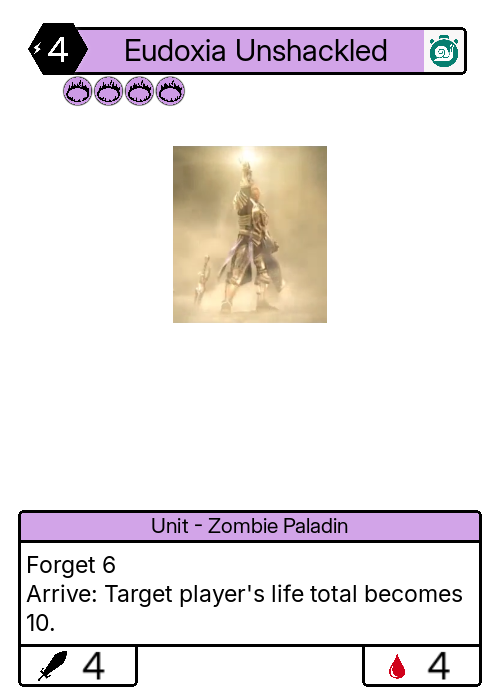 4 Eudoxia Unshackled
Unit - Zombie Paladin
Forget 6
Arrive: Target player's life total becomes
10.
4 4